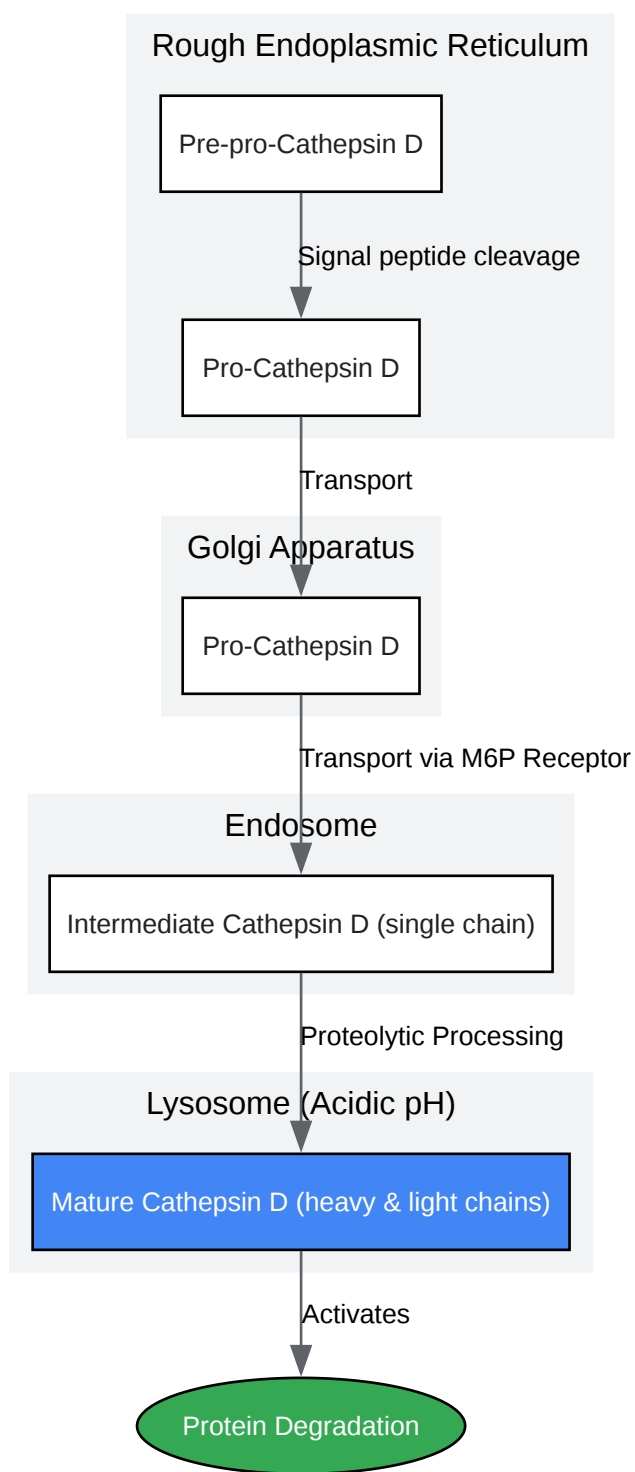 Rough Endoplasmic Reticulum
Pre-pro-Cathepsin D
Signal peptide cleavage
Pro-Cathepsin D
Transport
Golgi Apparatus
Pro-Cathepsin D
Transport via M6P Receptor
Endosome
Intermediate Cathepsin D (single chain)
Proteolytic Processing
Lysosome (Acidic pH)
Mature Cathepsin D (heavy & light chains)
Activates
Protein Degradation